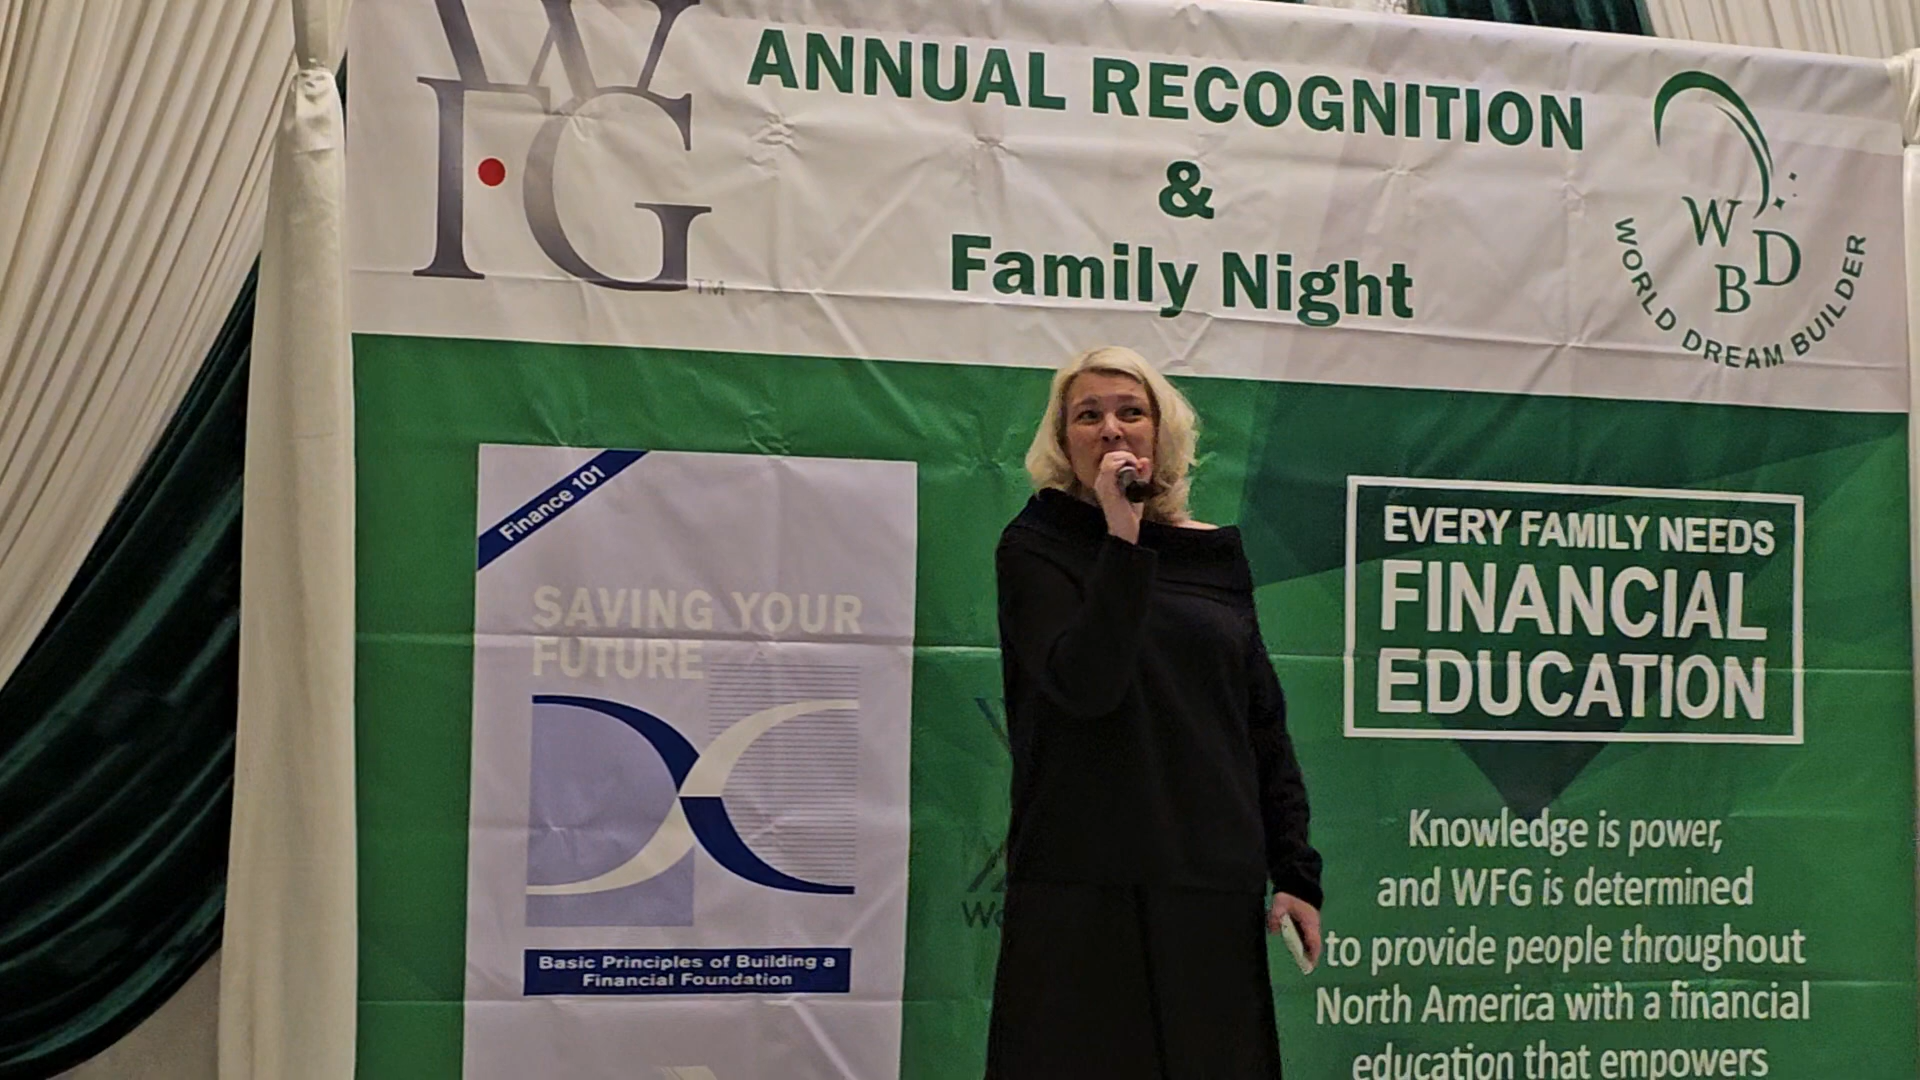 WFG
TM
ANNUAL RECOGNITION
&
Family Night
WDB
WORLD DREAM BUILDER
Finance 101
SAVING YOUR
FUTURE
Basic Principles of Building a
Financial Foundation
EVERY FAMILY NEEDS
FINANCIAL
EDUCATION
Knowledge is power,
and WFG is determined
to provide people throughout
North America with a financial
education that empowers